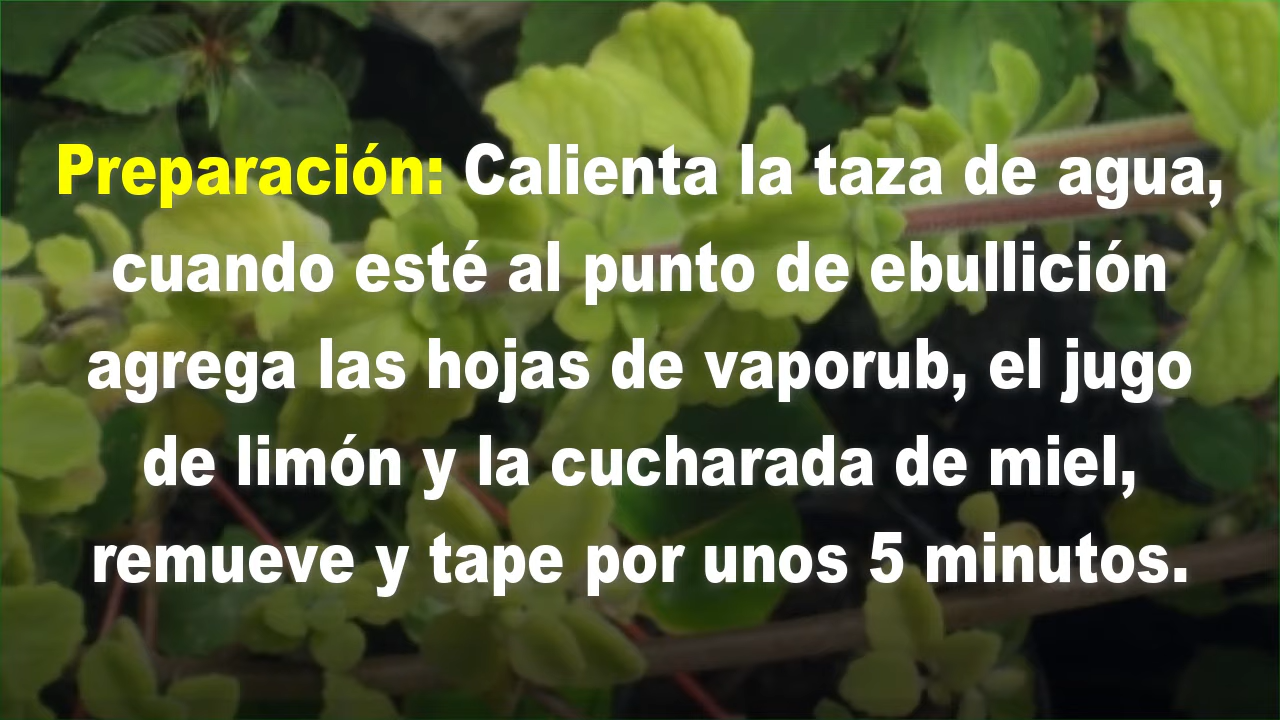 Preparación: Calienta la taza de agua,
cuando esté al punto de ebullición
agrega las hojas de vaporub, el jugo
de limón y la cucharada de miel,
remueve y tape por unos 5 minutos.